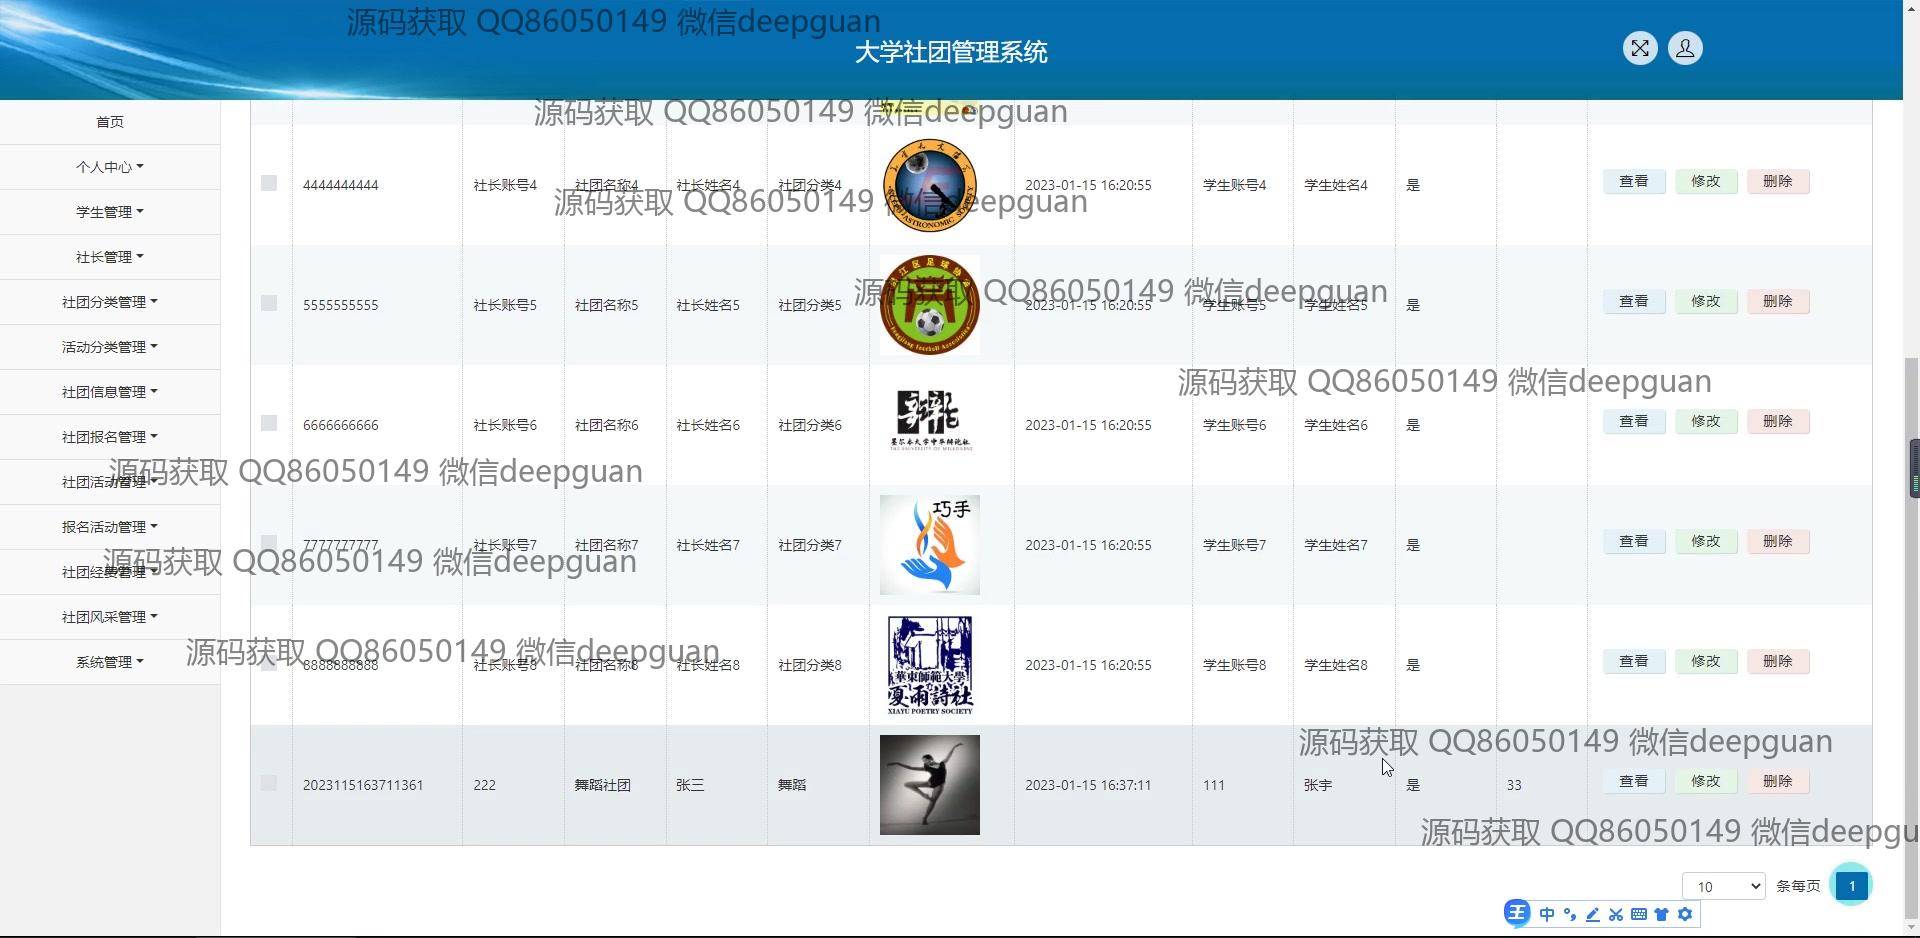 源码获取 QQ86050149 微信deepguan
大学社团管理系统
源码获取 QQ86050149 微信deepguan
首页
个人中心
学生管理
社长管理
社团分类管理
活动分类管理
社团信息管理
社团报名管理
社团活动管理
报名活动管理
社团经费管理
社团风采管理
系统管理
4444444444 社长账号4 社团名称4 社长姓名4 社团分类4 2023-01-15 16:20:55 学生账号4 学生姓名4 是 查看 修改 删除
源码获取 QQ86050149 微信deepguan
源码获取 QQ86050149 微信deepguan
5555555555 社长账号5 社团名称5 社长姓名5 社团分类5 2023-01-15 16:20:55 学生账号5 学生姓名5 是 查看 修改 删除
源码获取 QQ86050149 微信deepguan
6666666666 社长账号6 社团名称6 社长姓名6 社团分类6 2023-01-15 16:20:55 学生账号6 学生姓名6 是 查看 修改 删除
墨尔本大学中华辩论社
THE UNIVERSITY OF MELBOURNE
源码获取 QQ86050149 微信deepguan
巧手
7777777777 社长账号7 社团名称7 社长姓名7 社团分类7 2023-01-15 16:20:55 学生账号7 学生姓名7 是 查看 修改 删除
源码获取 QQ86050149 微信deepguan
源码获取 QQ86050149 微信deepguan
8888888888 社长账号8 社团名称8 社长姓名8 社团分类8 2023-01-15 16:20:55 学生账号8 学生姓名8 是 查看 修改 删除
華東師範大學
夏雨詩社
XIAYU POETRY SOCIETY
源码获取 QQ86050149 微信deepguan
2023115163711361 222 舞蹈社团 张三 舞蹈 2023-01-15 16:37:11 111 张宇 是 33 查看 修改 删除
源码获取 QQ86050149 微信deepgu
10 条每页 1
王 中